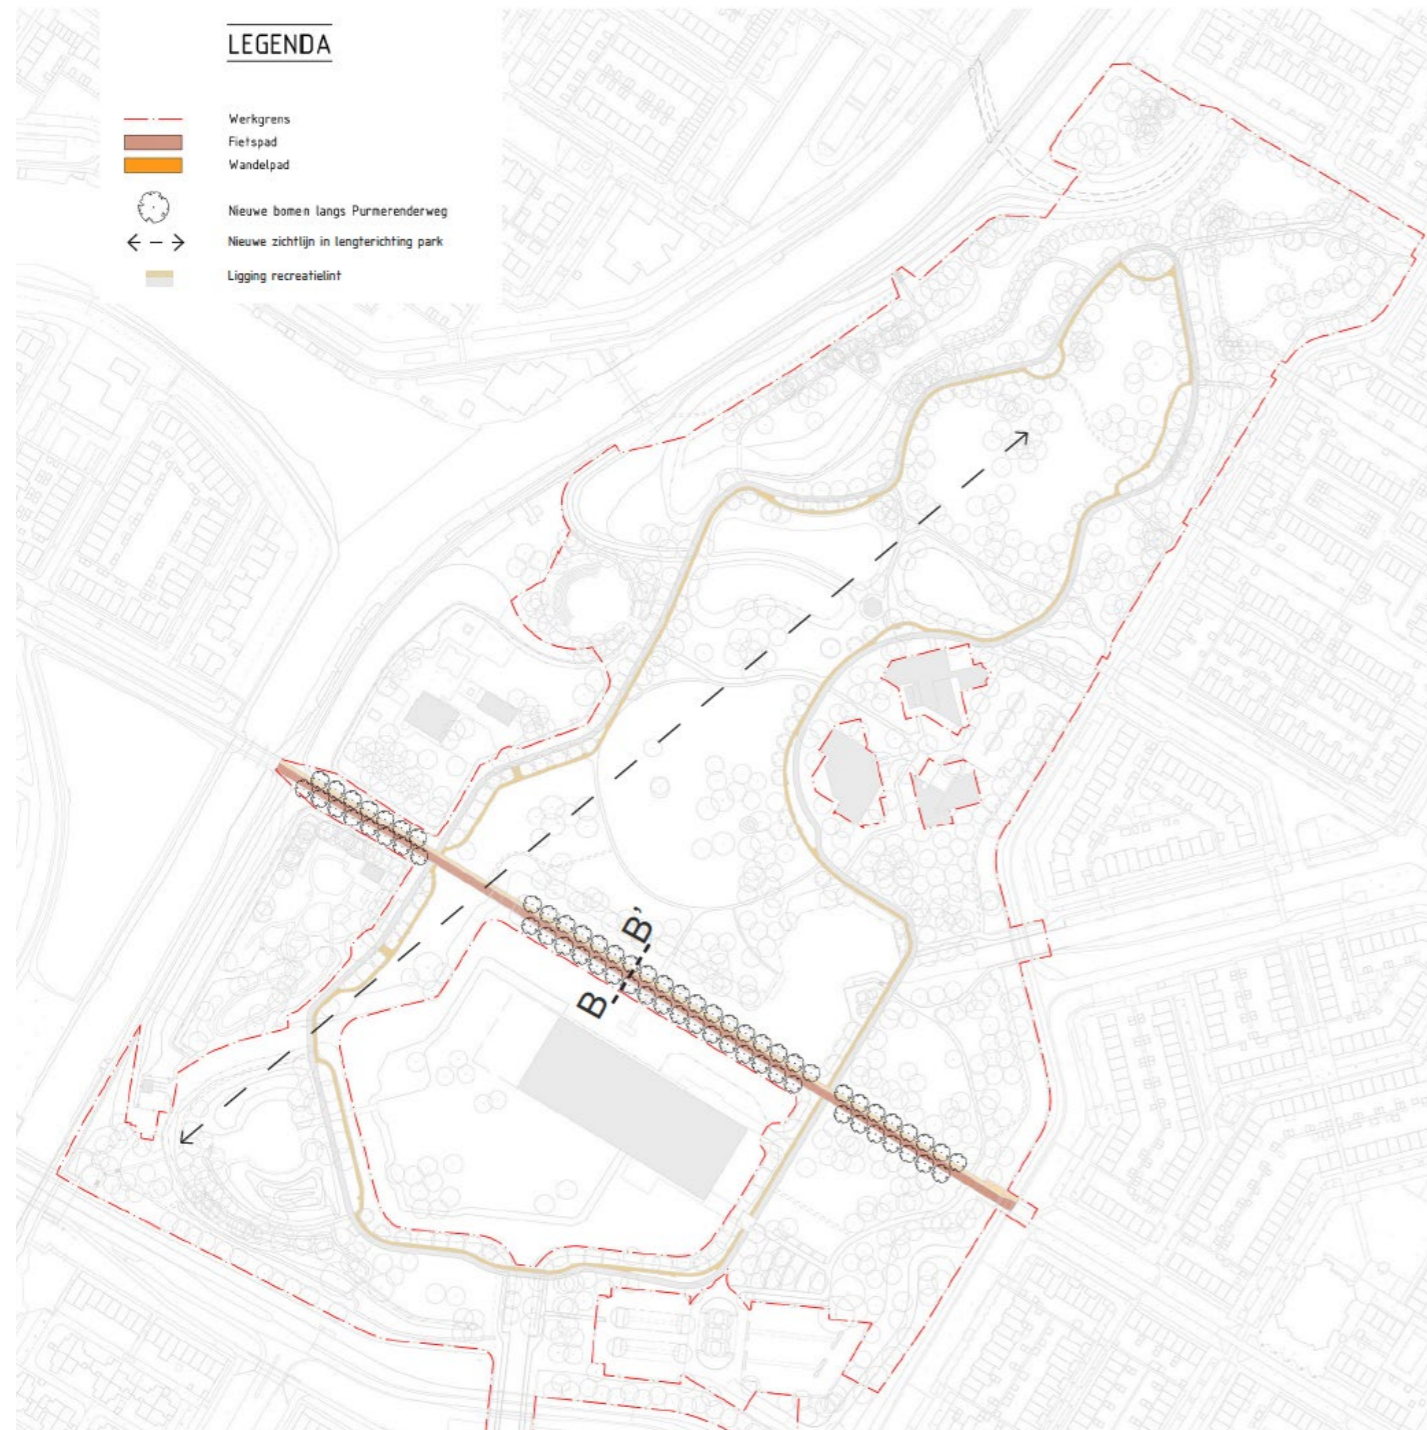 LEGENDA
Werkgrens
Fietspad
Wandelpad
Nieuwe bomen langs Purmerenderweg
Nieuwe zichtlijn in lengterichting park
Ligging recreatielint
B'
B